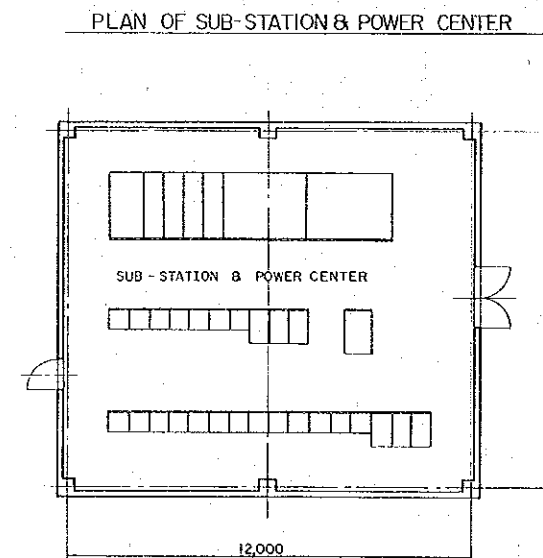 PLAN OF SUB-STATION & POWER CENTER
SUB-STATION & POWER CENTER
12,000